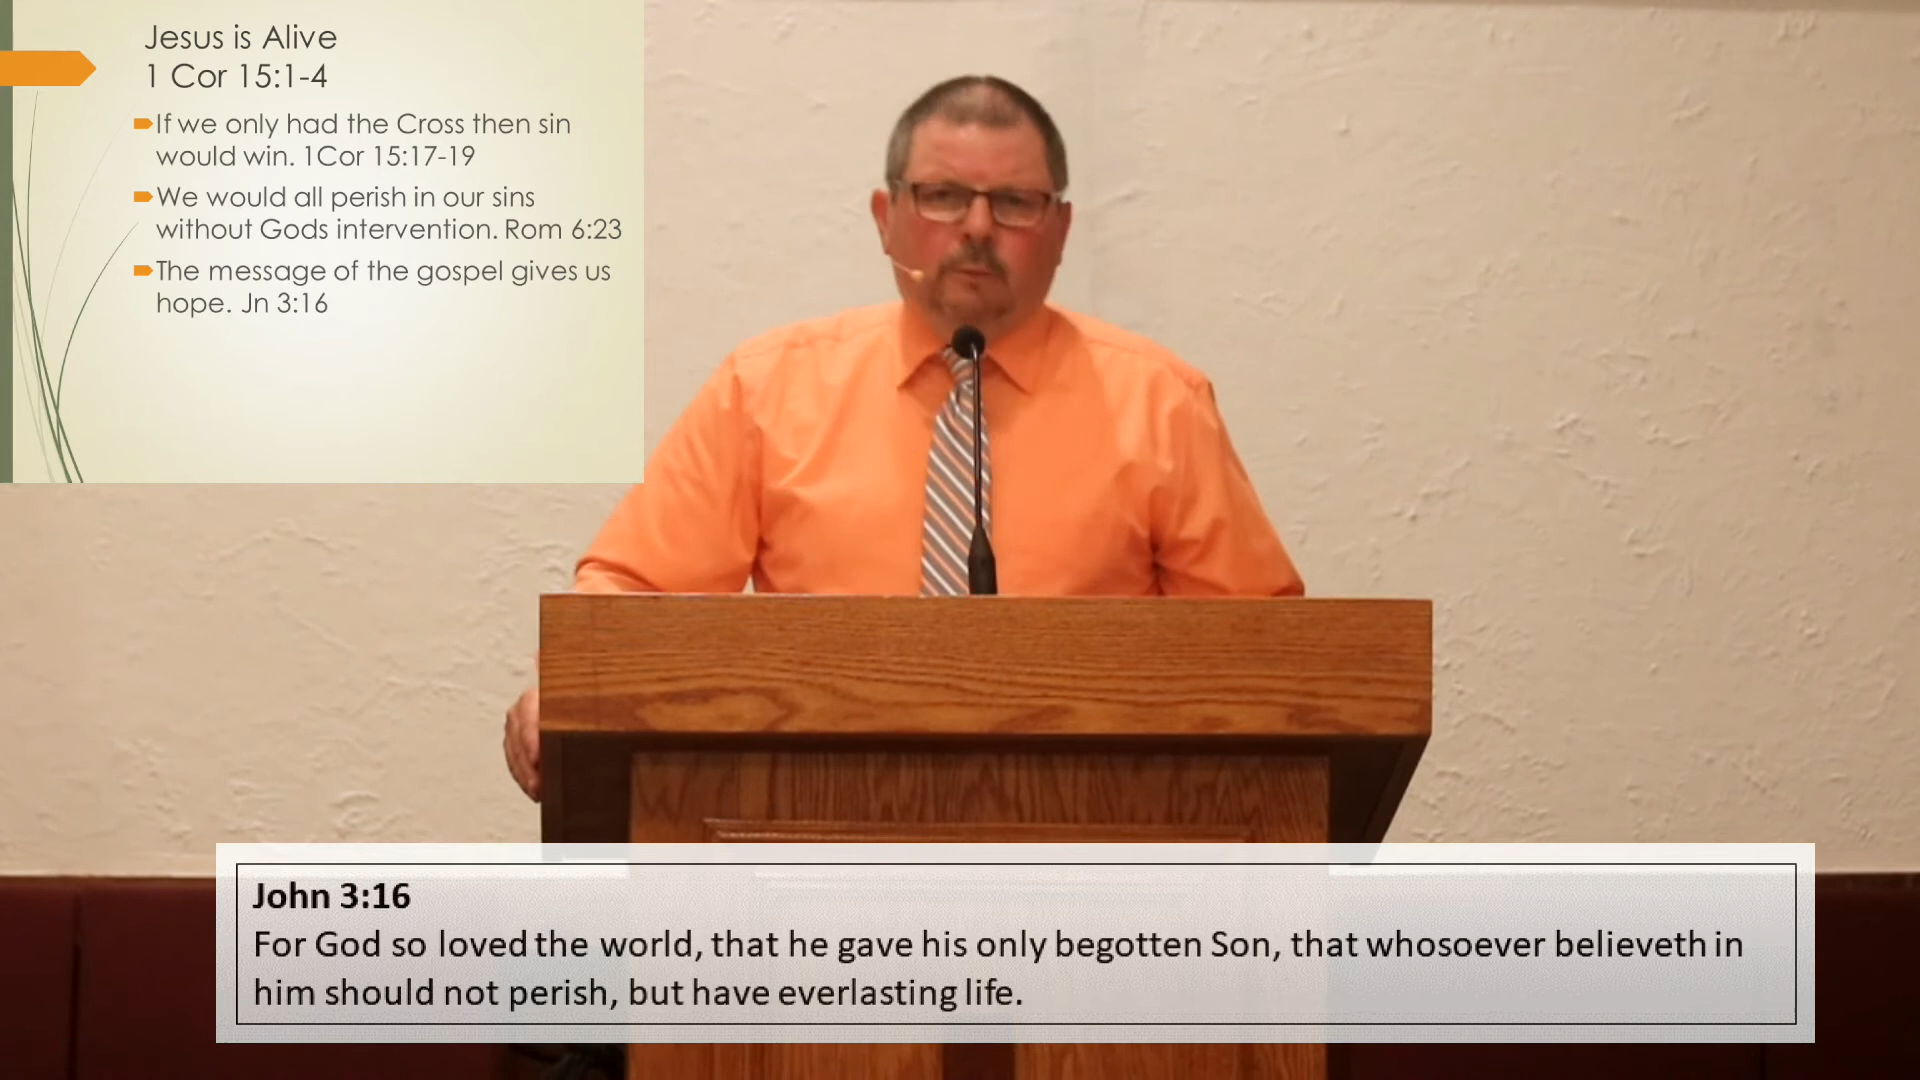 Jesus is Alive
1 Cor 15:1-4
If we only had the Cross then sin
would win. 1Cor 15:17-19
We would all perish in our sins
without Gods intervention. Rom 6:23
The message of the gospel gives us
hope. Jn 3:16
John 3:16
For God so loved the world, that he gave his only begotten Son, that whosoever believeth in
him should not perish, but have everlasting life.